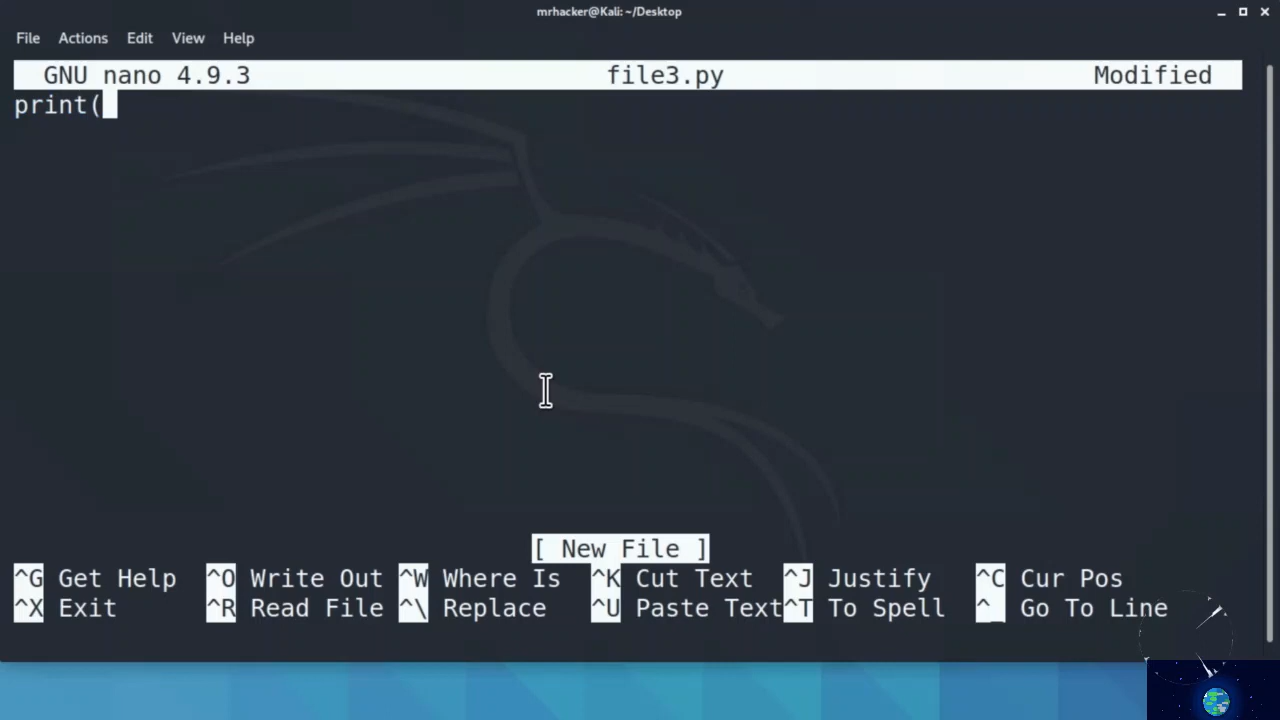 mrhacker@Kali: ~/Desktop
File Actions Edit View Help
GNU nano 4.9.3 file3.py Modified
print(
[ New File ]
^G Get Help ^O Write Out ^W Where Is ^K Cut Text ^J Justify ^C Cur Pos
^X Exit ^R Read File ^\ Replace ^U Paste Text ^T To Spell ^_ Go To Line